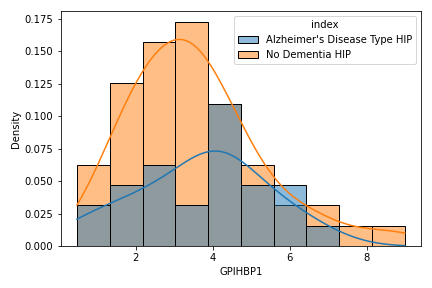 index
Alzheimer's Disease Type HIP
No Dementia HIP
0.175
0.150
0.125
0.100
0.075
0.050
0.025
0.000
Density
2 4 6 8
GPIHBP1